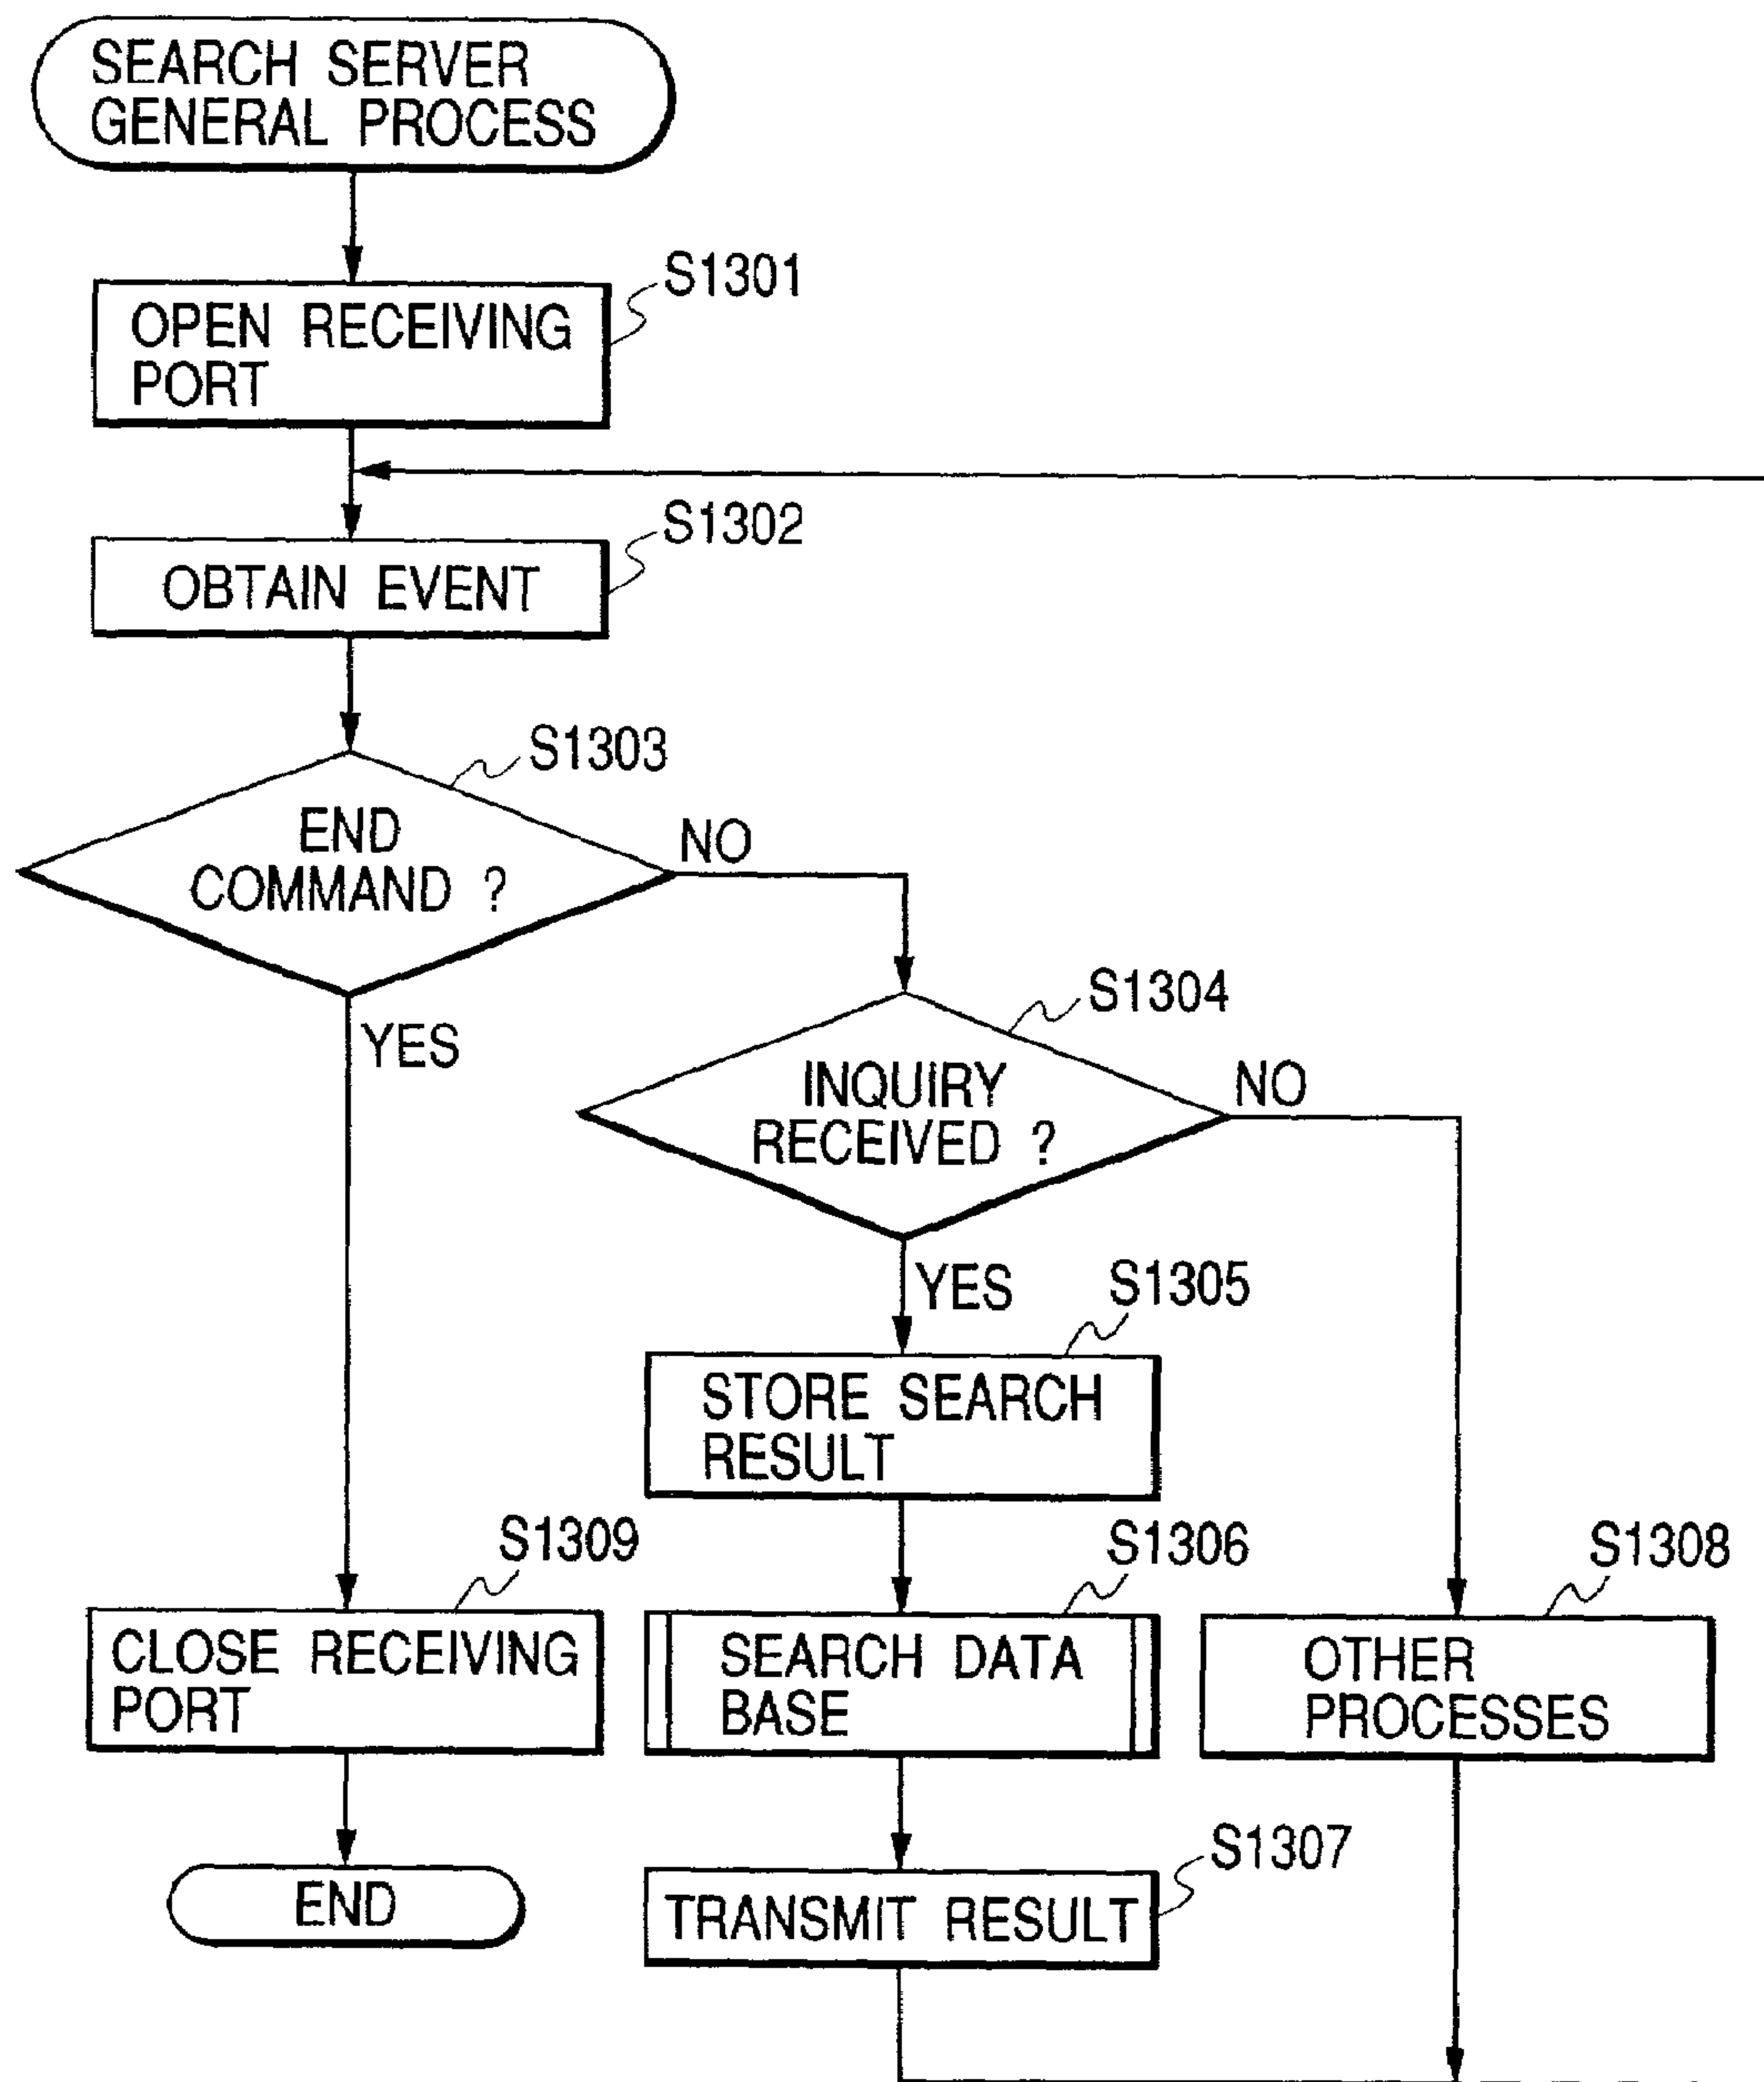 SEARCH SERVER
GENERAL PROCESS
S1301
OPEN RECEIVING
PORT
S1302
OBTAIN EVENT
S1303
END
COMMAND ?
NO
YES
S1304
INQUIRY
RECEIVED ?
NO
YES
S1305
STORE SEARCH
RESULT
S1309
CLOSE RECEIVING
PORT
S1306
SEARCH DATA
BASE
S1308
OTHER
PROCESSES
END
S1307
TRANSMIT RESULT